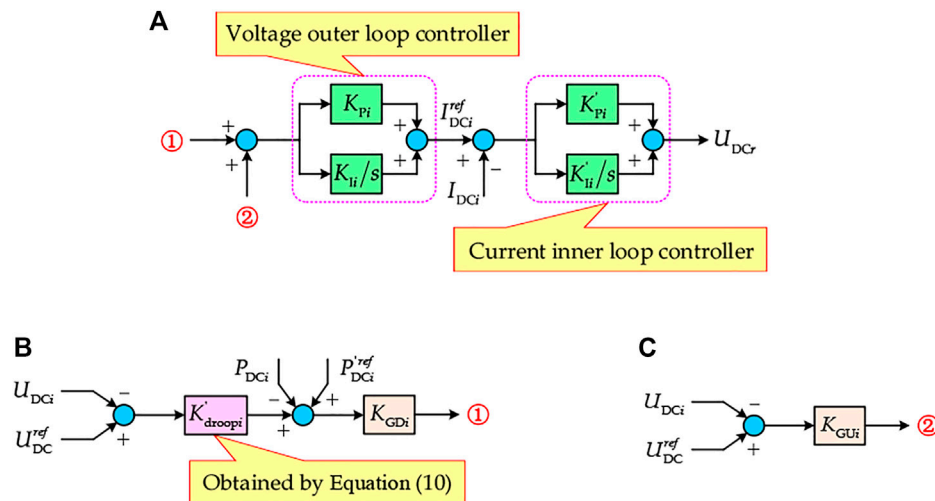 A
Voltage outer loop controller
① + + ②
K_Pi
K_Ii/s
+ +
I_DCi^ref
+ −
I_DCi
K'_Pi
K'_Ii/s
+ +
U_DCr
Current inner loop controller
B
U_DCi −
U_DC^ref +
K'_droopi
P_DCi −
P'_DCi^ref +
+
K_GDi
①
Obtained by Equation (10)
C
U_DCi −
U_DC^ref +
K_GUi
②